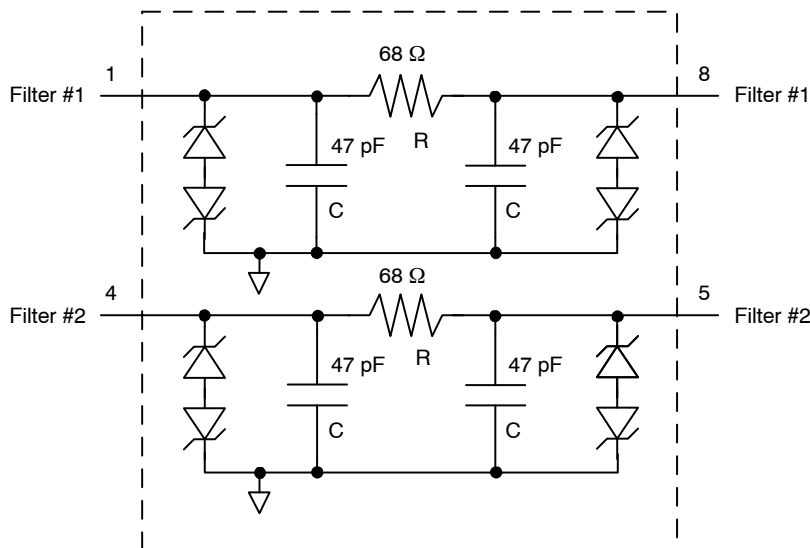 68 Ω
1
8
Filter #1
Filter #1
47 pF
R
47 pF
C
C
68 Ω
4
5
Filter #2
Filter #2
47 pF
R
47 pF
C
C